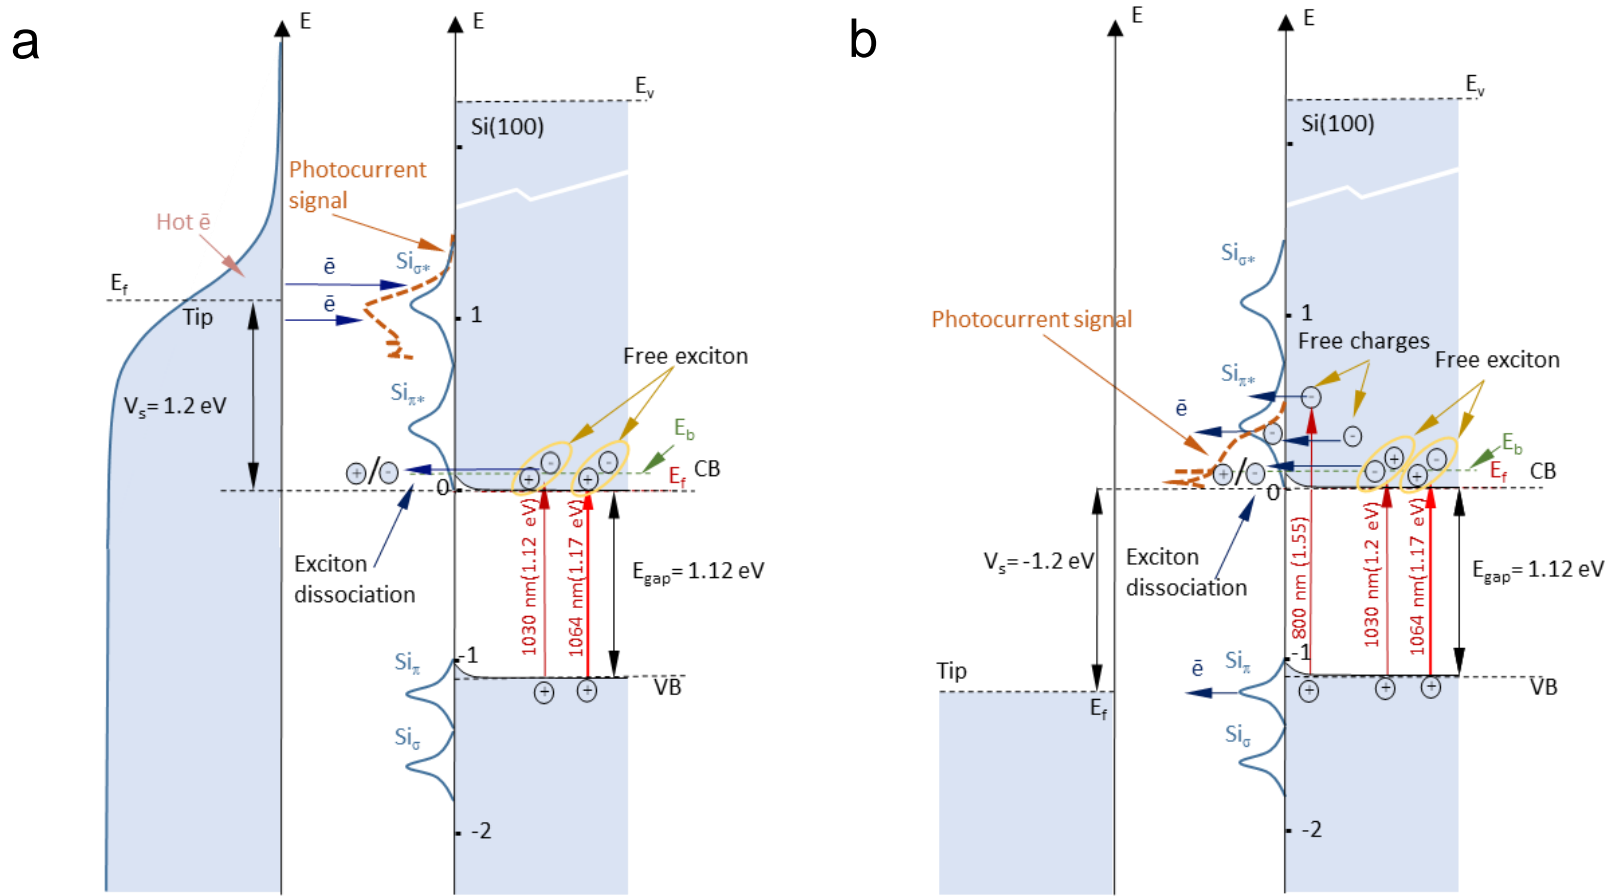 a
E
E
Ev
Si(100)
Photocurrent
signal
Hot ē
Siσ*
ē
Ef
ē
Tip
1
Free exciton
Siπ*
Vs= 1.2 eV
Eb
+/-
Ef
CB
0
1030 nm(1.12 eV)
1064 nm(1.17 eV)
Exciton
dissociation
Egap= 1.12 eV
-1
Siπ
VB
Siσ
-2
b
E
E
Ev
Si(100)
Siσ*
1
Photocurrent signal
Free charges
Free exciton
Siπ*
ē
Eb
+/-
Ef
CB
0
800 nm (1.55)
1030 nm(1.2 eV)
1064 nm(1.17 eV)
Vs= -1.2 eV
Exciton
dissociation
Egap= 1.12 eV
-1
Siπ
Tip
ē
VB
Ef
Siσ
-2